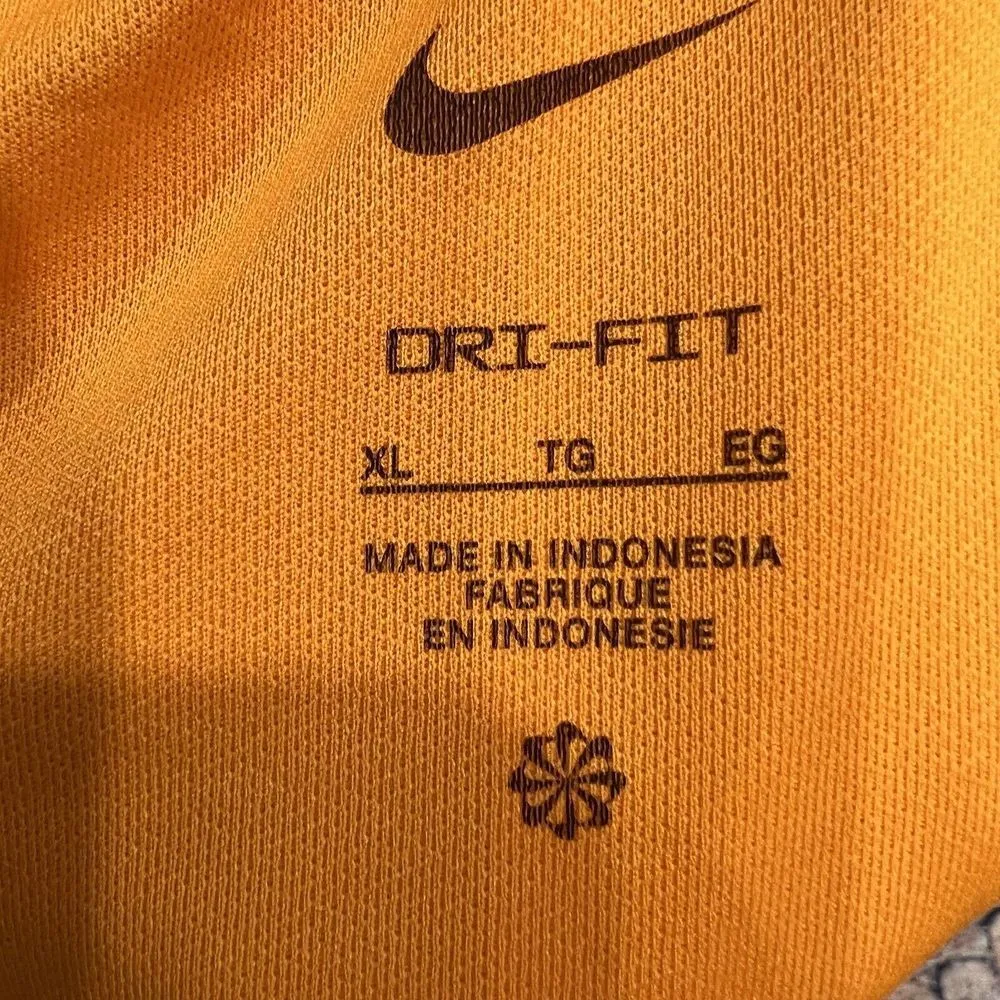 DRI-FIT
XL TG EG
MADE IN INDONESIA
FABRIQUE
EN INDONESIE